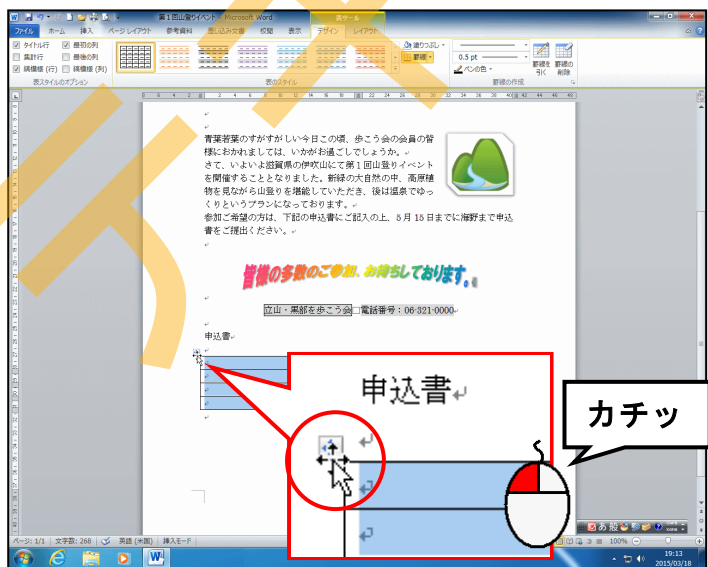 第1回山登りイベント - Microsoft Word
表ツール
ファイル ホーム 挿入 ページ レイアウト 参考資料 差し込み文書 校閲 表示 デザイン レイアウト
タイトル行 最初の列
集計行 最後の列
縞模様 (行) 縞模様 (列)
塗りつぶし
罫線
0.5 pt
ペンの色
罫線を引く
罫線の削除
表スタイルのオプション 表のスタイル 罫線の作成
青葉若葉のすがすがしい今日この頃、歩こう会の会員の皆
様におかれましては、いかがお過ごしでしょうか。
さて、いよいよ滋賀県の伊吹山にて第1回山登りイベント
を開催することとなりました。新緑の大自然の中、高原植
物を見ながら山登りを堪能していただき、後は温泉でゆっ
くりというプランになっております。
参加ご希望の方は、下記の申込書にご記入の上、5月15日までに海野まで申込
書をご提出ください。
皆様の多数のご参加、お待ちしております。
立山・黒部を歩こう会□電話番号：06-321-0000
申込書
申込書
カチッ
ページ: 1/1 文字数: 268 英語 (米国) 挿入モード
あ 般
100%
19:13
2015/03/18